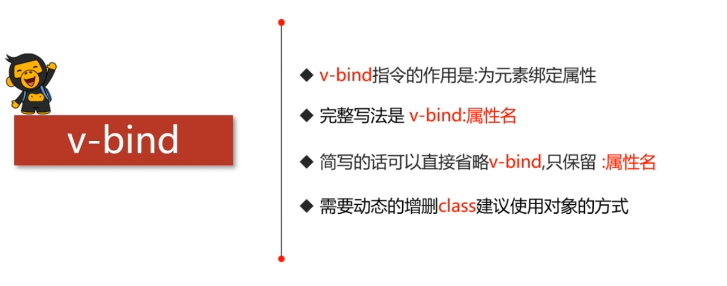 v-bind
v-bind指令的作用是:为元素绑定属性
完整写法是 v-bind:属性名
简写的话可以直接省略v-bind,只保留 :属性名
需要动态的增删class建议使用对象的方式